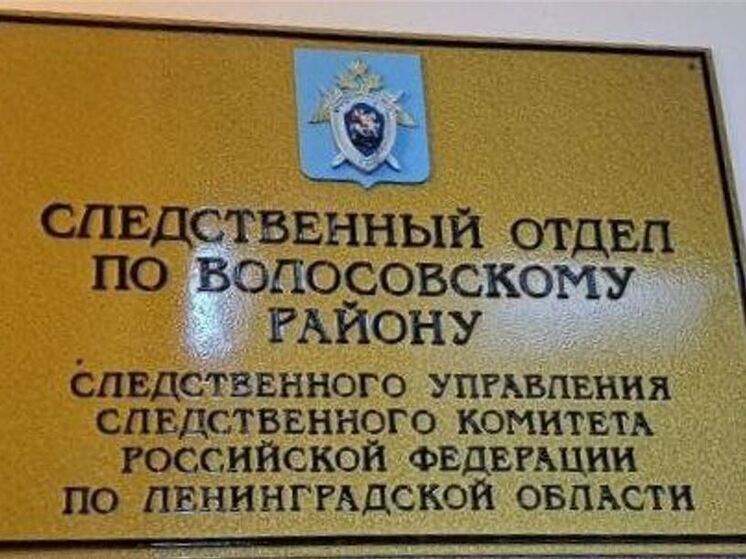 СЛЕДСТВЕННЫЙ ОТДЕЛ
ПО ВОЛОСОВСКОМУ
РАЙОНУ
СЛЕДСТВЕННОГО УПРАВЛЕНИЯ
СЛЕДСТВЕННОГО КОМИТЕТА
РОССИЙСКОЙ ФЕДЕРАЦИИ
ПО ЛЕНИНГРАДСКОЙ ОБЛАСТИ